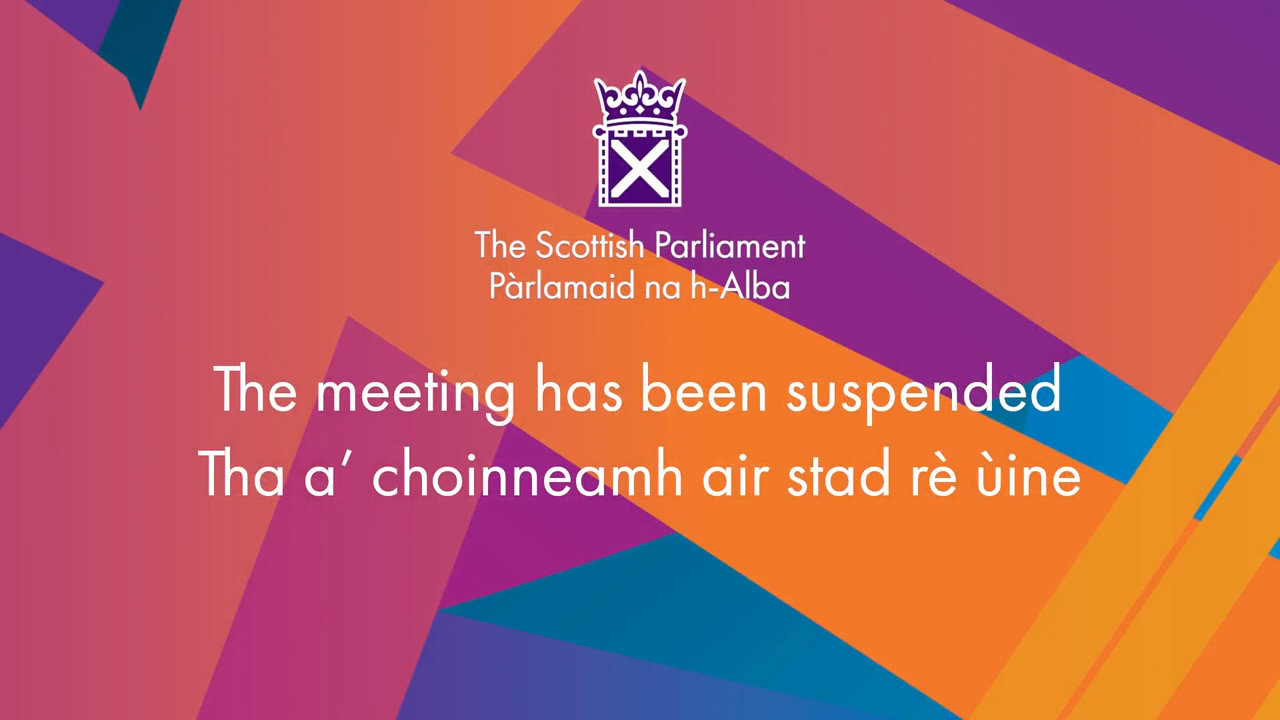 The Scottish Parliament
Pàrlamaid na h-Alba
The meeting has been suspended
Tha a’ choinneamh air stad rè ùine